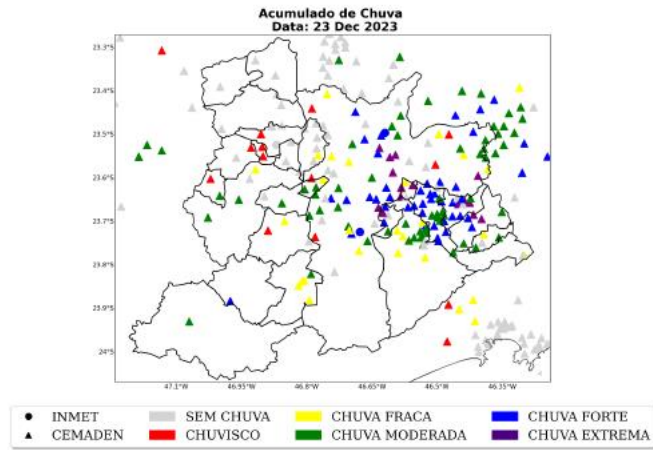 Acumulado de Chuva
Data: 23 Dec 2023
23.3°S
23.4°S
23.5°S
23.6°S
23.7°S
23.8°S
23.9°S
24°S
47.1°W 46.95°W 46.8°W 46.65°W 46.5°W 46.35°W
INMET SEM CHUVA CHUVA FRACA CHUVA FORTE
CEMADEN CHUVISCO CHUVA MODERADA CHUVA EXTREMA